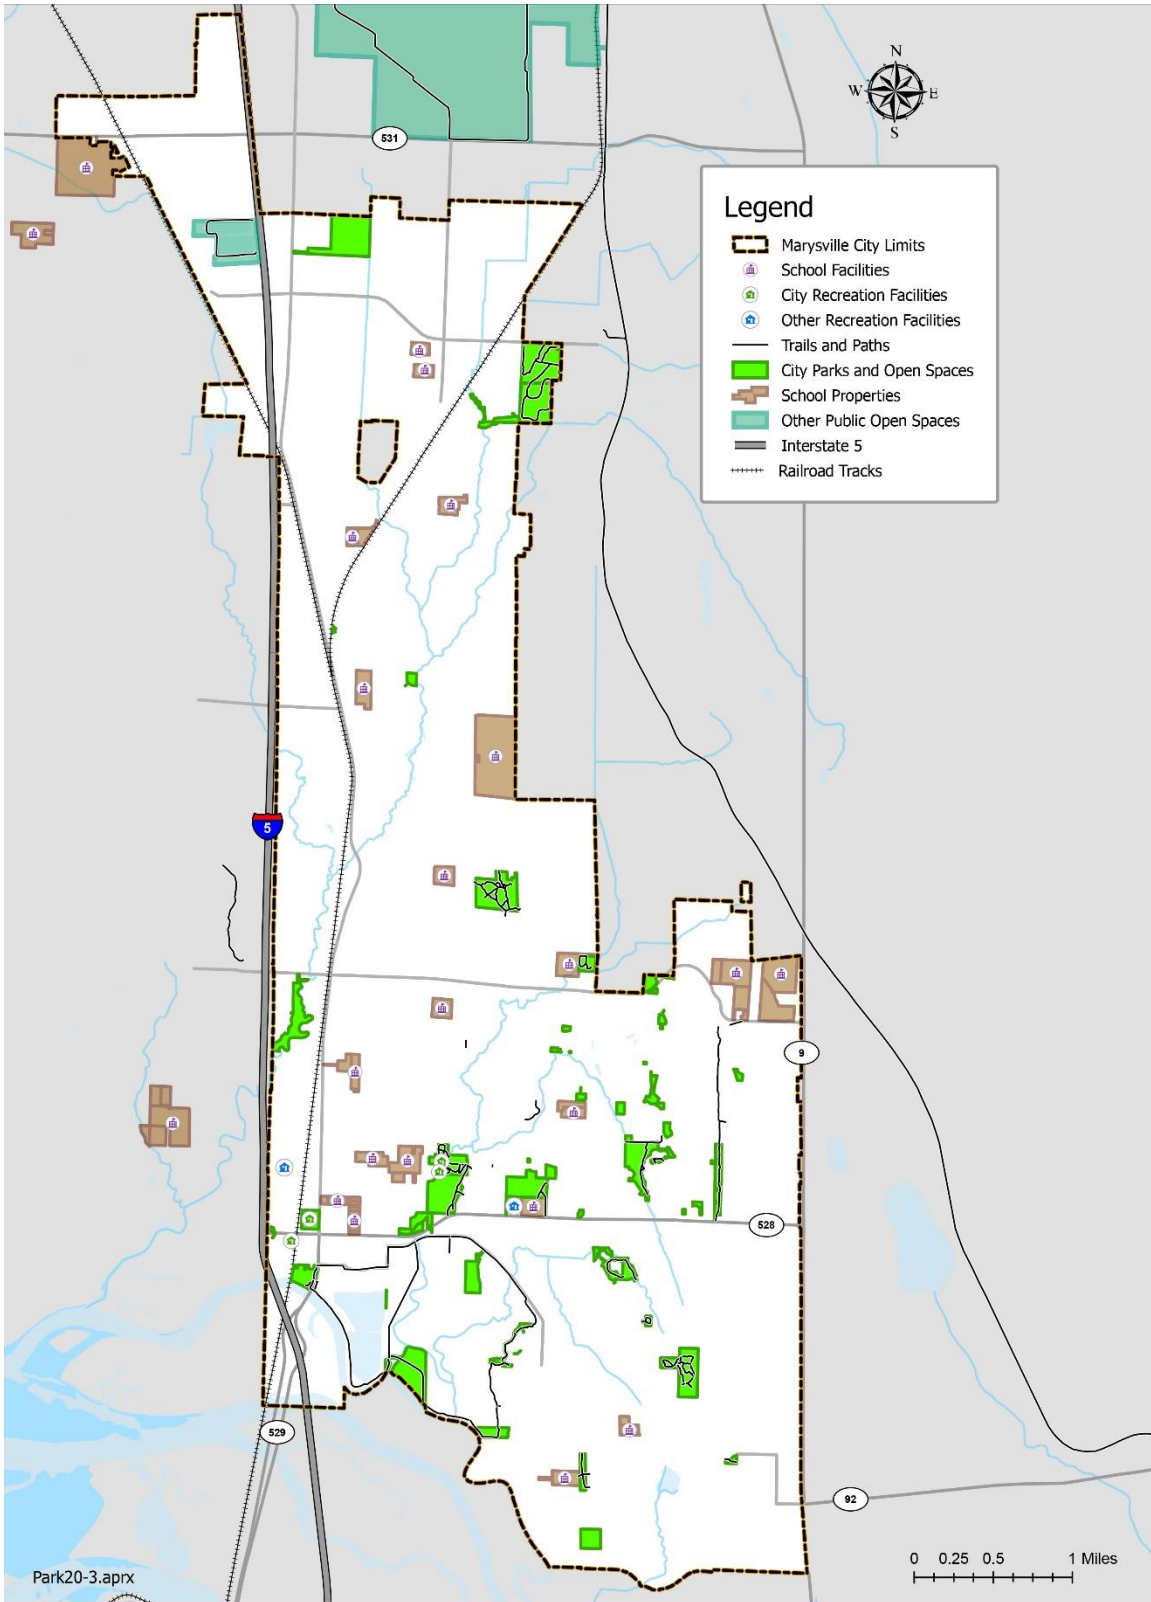 N
W
E
S
531
Legend
Marysville City Limits
School Facilities
City Recreation Facilities
Other Recreation Facilities
Trails and Paths
City Parks and Open Spaces
School Properties
Other Public Open Spaces
Interstate 5
Railroad Tracks
5
9
528
529
92
0 0.25 0.5 1 Miles
Park20-3.aprx